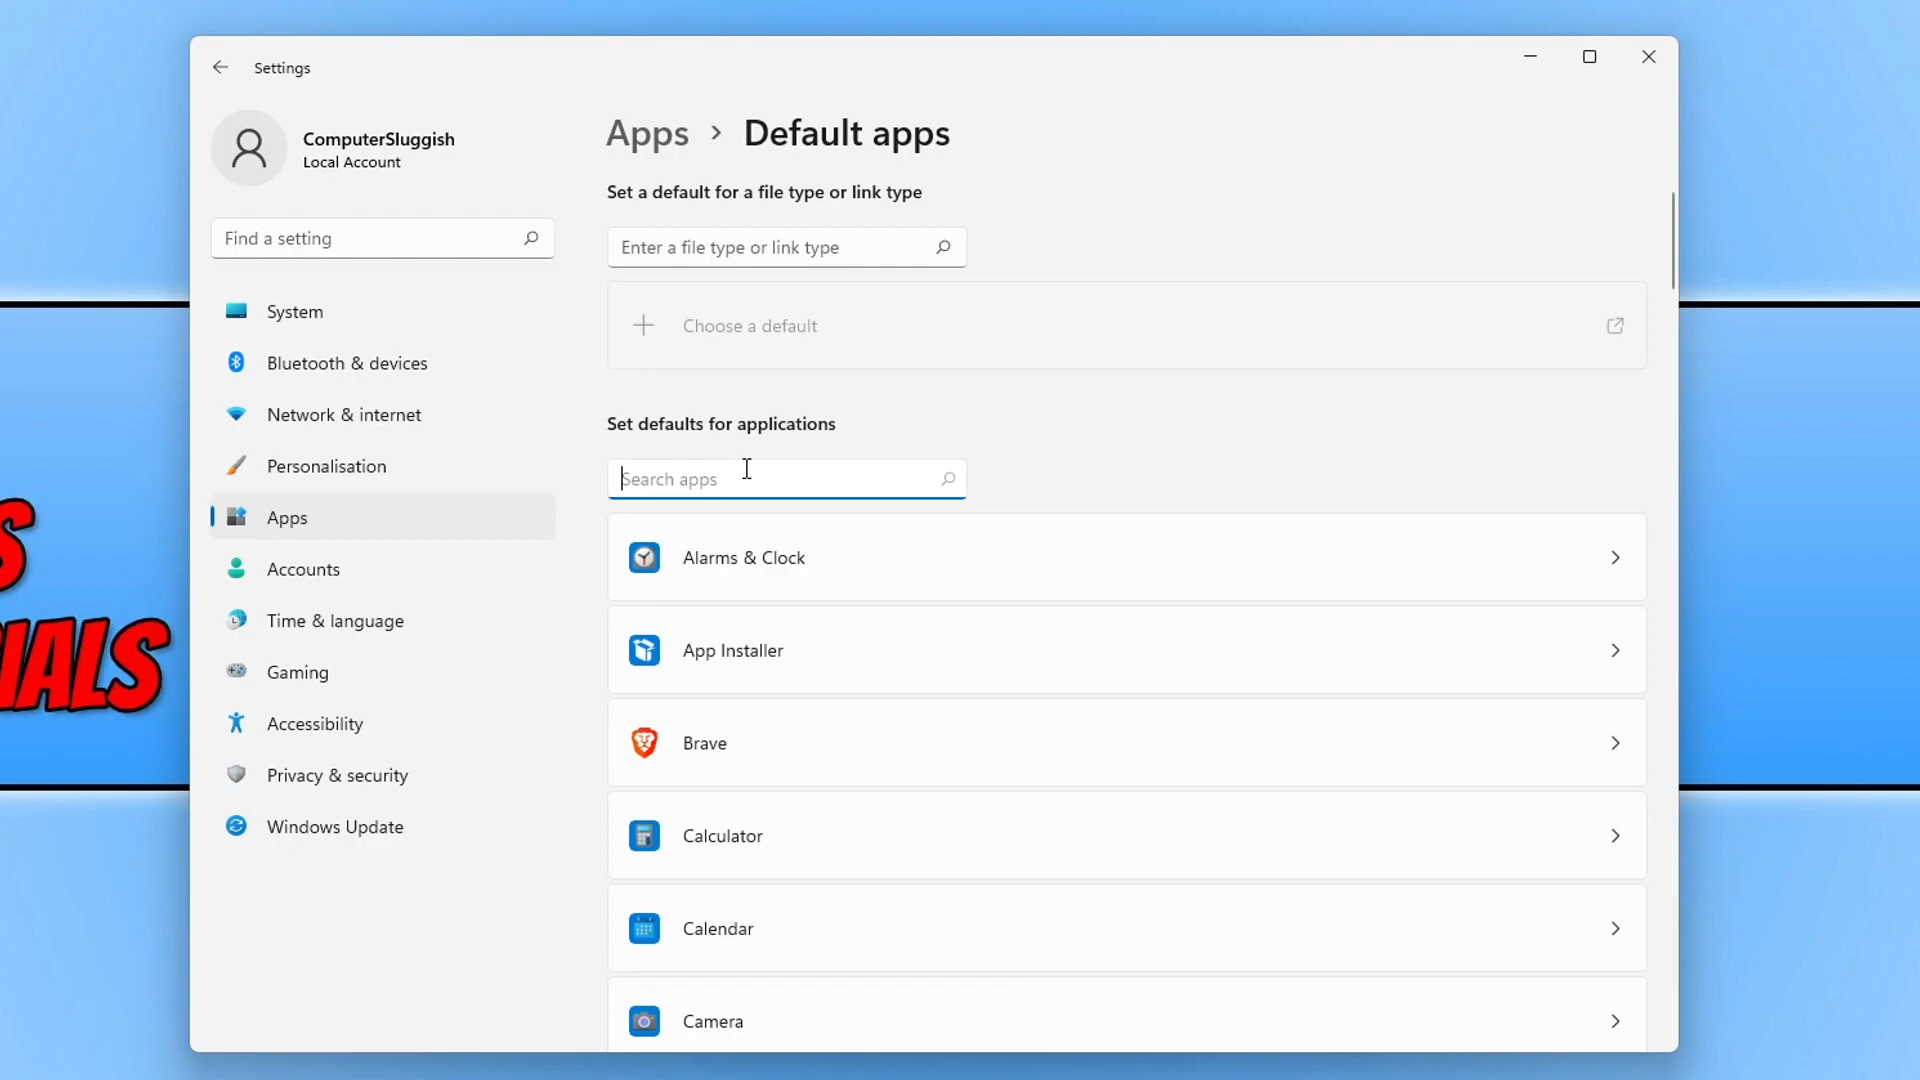 Settings
ComputerSluggish
Local Account
Find a setting
System
Bluetooth & devices
Network & internet
Personalisation
Apps
Accounts
Time & language
Gaming
Accessibility
Privacy & security
Windows Update
Apps > Default apps
Set a default for a file type or link type
Enter a file type or link type
Choose a default
Set defaults for applications
Search apps
Alarms & Clock
App Installer
Brave
Calculator
Calendar
Camera
S
IALS